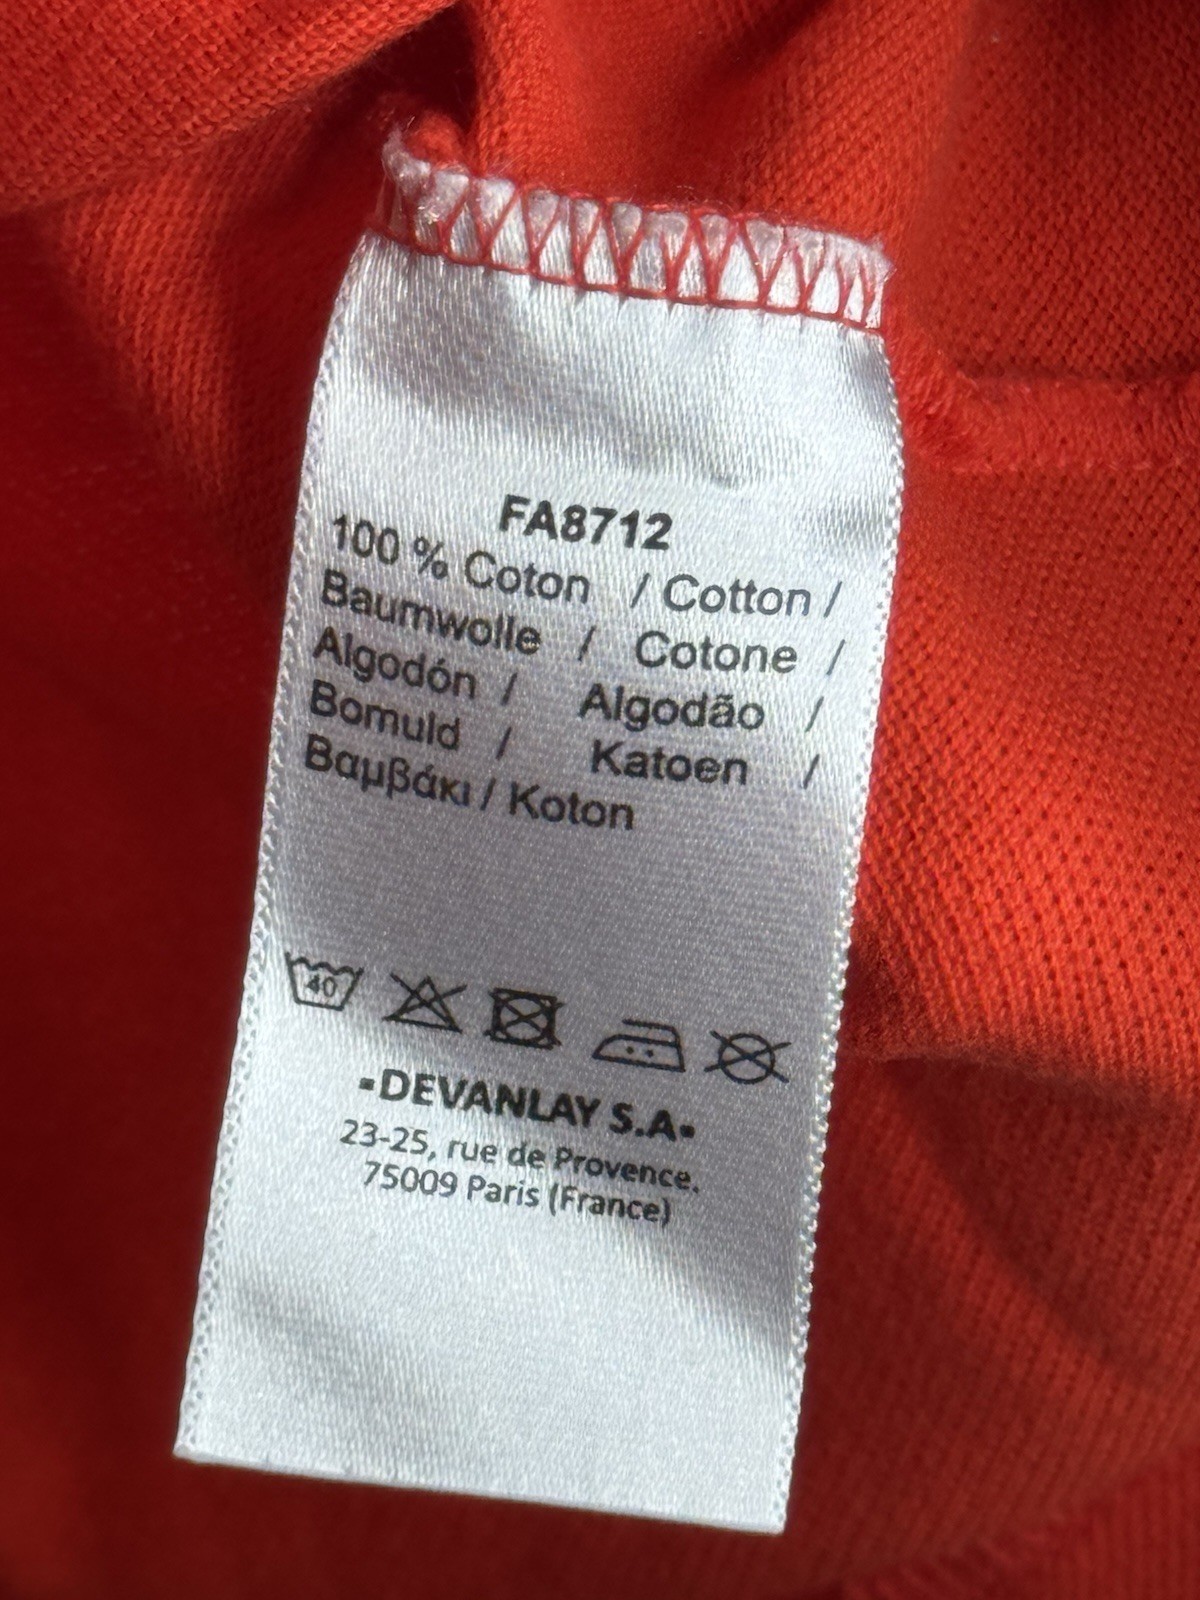 FA8712
100 % Coton / Cotton /
Baumwolle / Cotone /
Algodón / Algodão /
Bomuld / Katoen /
Βαμβάκι / Koton
40
-DEVANLAY S.A-
23-25, rue de Provence.
75009 Paris (France)